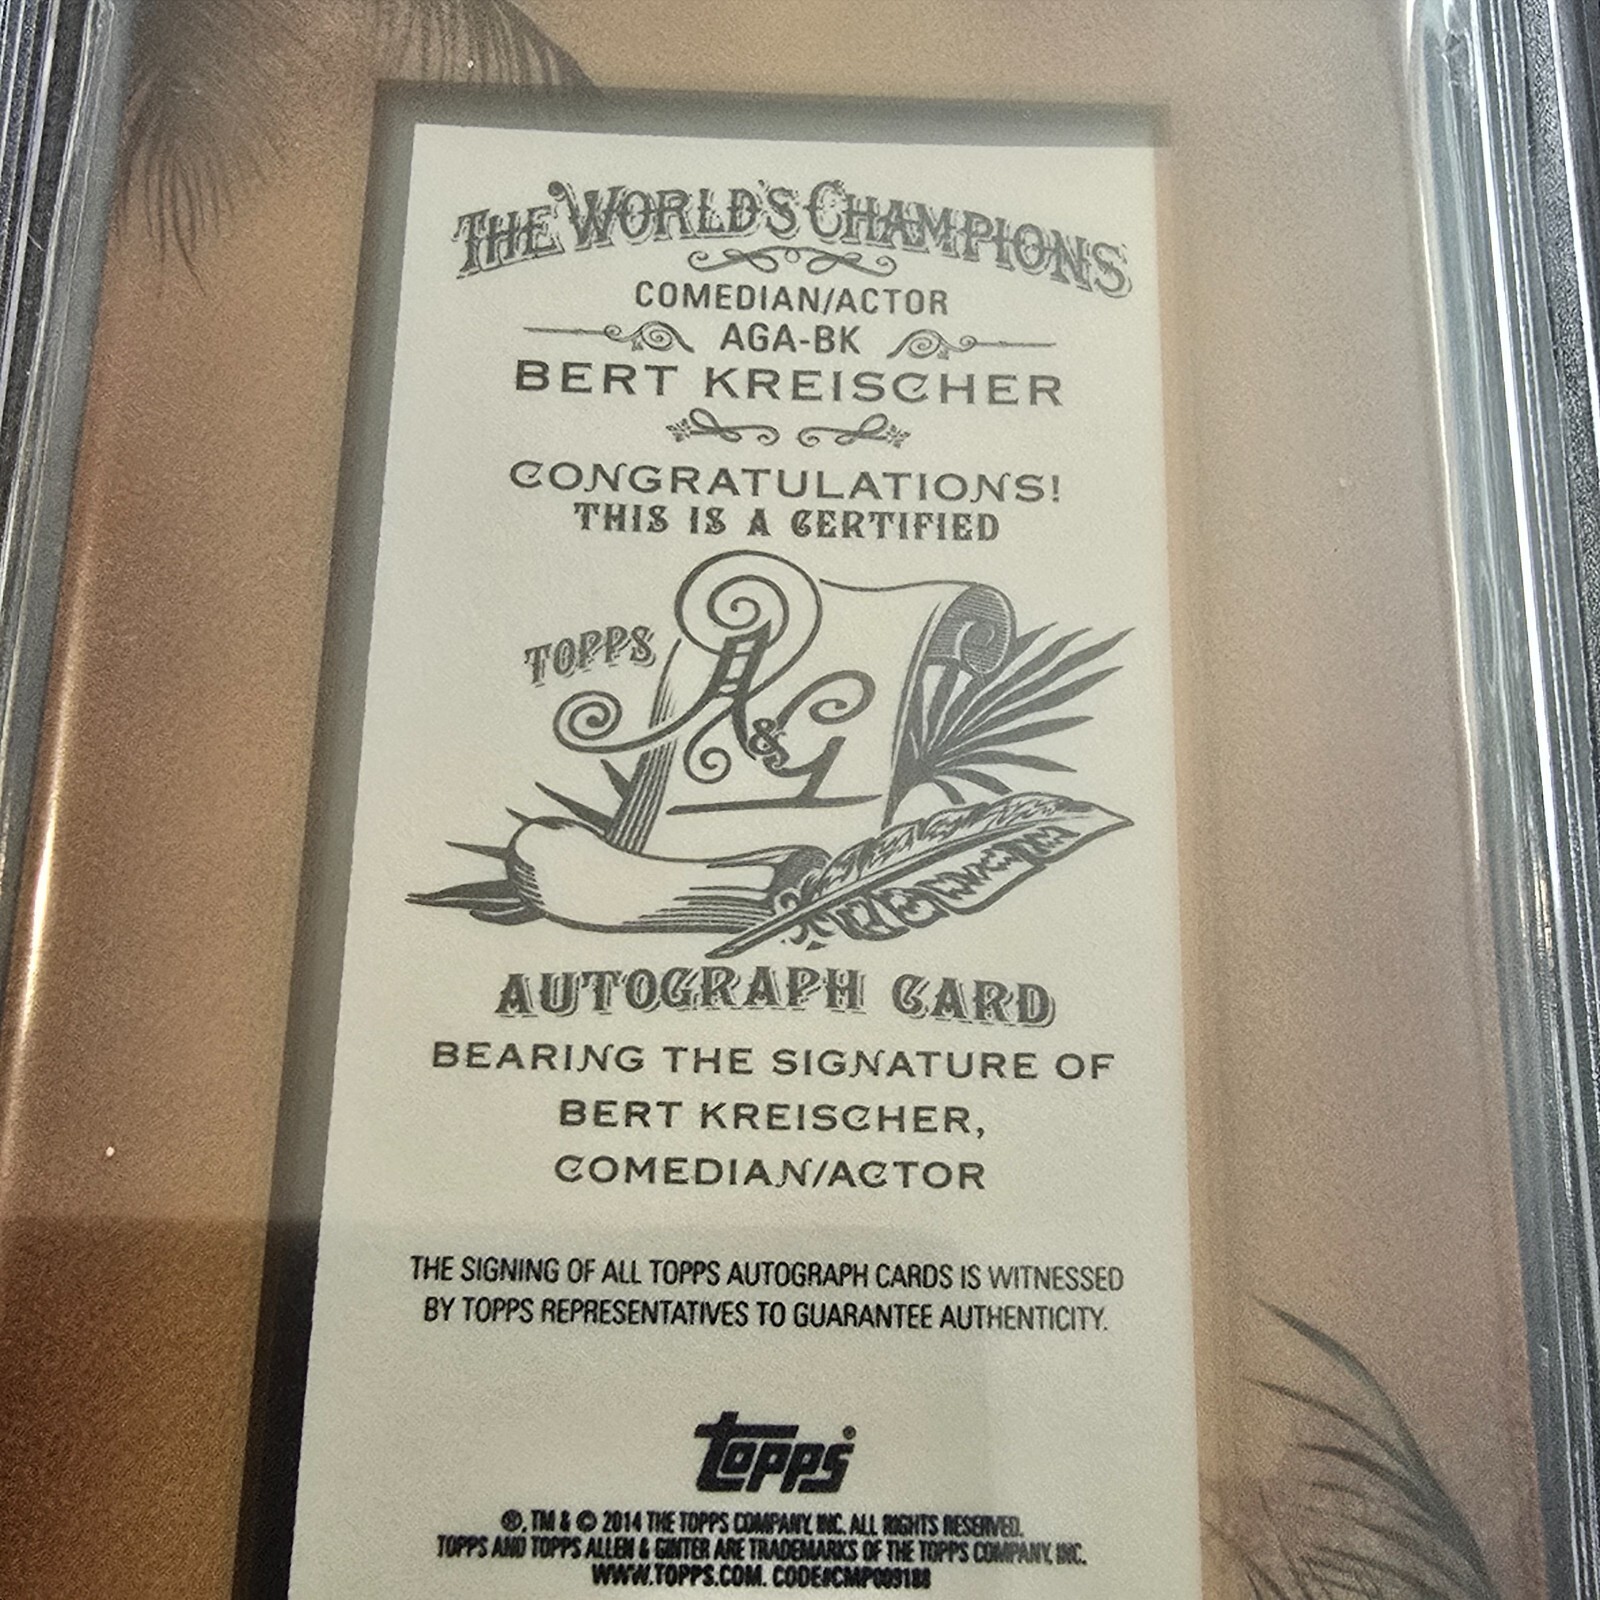 THE WORLD'S CHAMPIONS
COMEDIAN/ACTOR
AGA-BK
BERT KREISCHER
CONGRATULATIONS!
THIS IS A CERTIFIED
TOPPS
A&G
AUTOGRAPH CARD
BEARING THE SIGNATURE OF
BERT KREISCHER,
COMEDIAN/ACTOR
THE SIGNING OF ALL TOPPS AUTOGRAPH CARDS IS WITNESSED
BY TOPPS REPRESENTATIVES TO GUARANTEE AUTHENTICITY.
topps®
®, TM & © 2014 THE TOPPS COMPANY, INC. ALL RIGHTS RESERVED.
TOPPS AND TOPPS ALLEN & GINTER ARE TRADEMARKS OF THE TOPPS COMPANY, INC.
WWW.TOPPS.COM. CODE#CMP009188